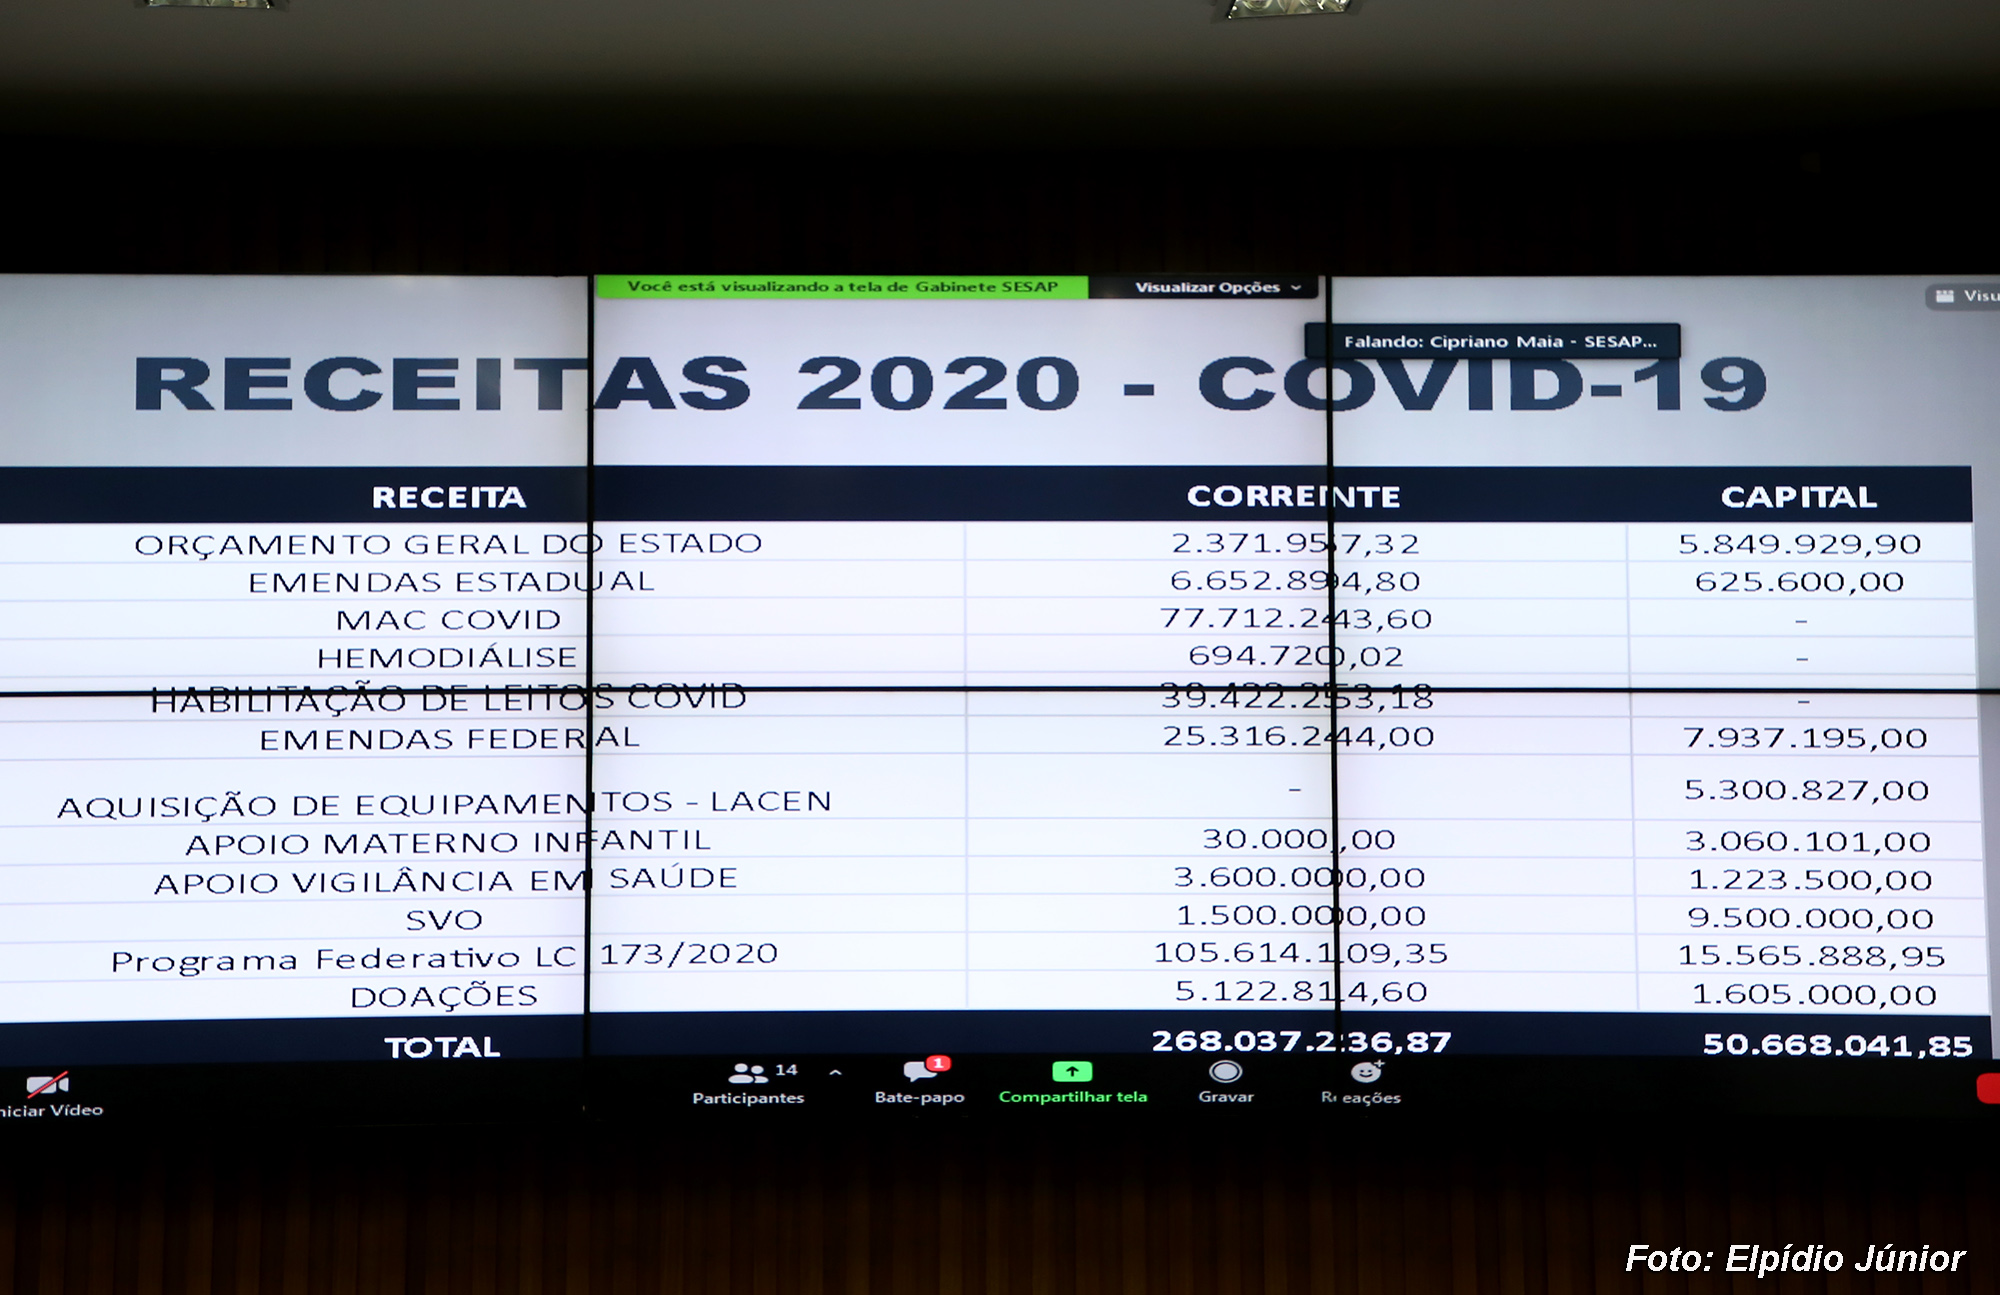 Você está visualizando a tela de Gabinete SESAP Visualizar Opções
Visu
Falando: Cipriano Maia - SESAP...
RECEITAS 2020 - COVID-19
RECEITA CORRENTE CAPITAL
ORÇAMENTO GERAL DO ESTADO 2.371.957,32 5.849.929,90
EMENDAS ESTADUAL 6.652.894,80 625.600,00
MAC COVID 77.712.243,60 -
HEMODIÁLISE 694.720,02 -
HABILITAÇÃO DE LEITOS COVID 39.422.253,18 -
EMENDAS FEDERAL 25.316.244,00 7.937.195,00
AQUISIÇÃO DE EQUIPAMENTOS - LACEN - 5.300.827,00
APOIO MATERNO INFANTIL 30.000,00 3.060.101,00
APOIO VIGILÂNCIA EM SAÚDE 3.600.000,00 1.223.500,00
SVO 1.500.000,00 9.500.000,00
Programa Federativo LC 173/2020 105.614.109,35 15.565.888,95
DOAÇÕES 5.122.814,60 1.605.000,00
TOTAL 268.037.236,87 50.668.041,85
niciar Vídeo
14
Participantes
1
Bate-papo
Compartilhar tela
Gravar
Reações
Foto: Elpídio Júnior